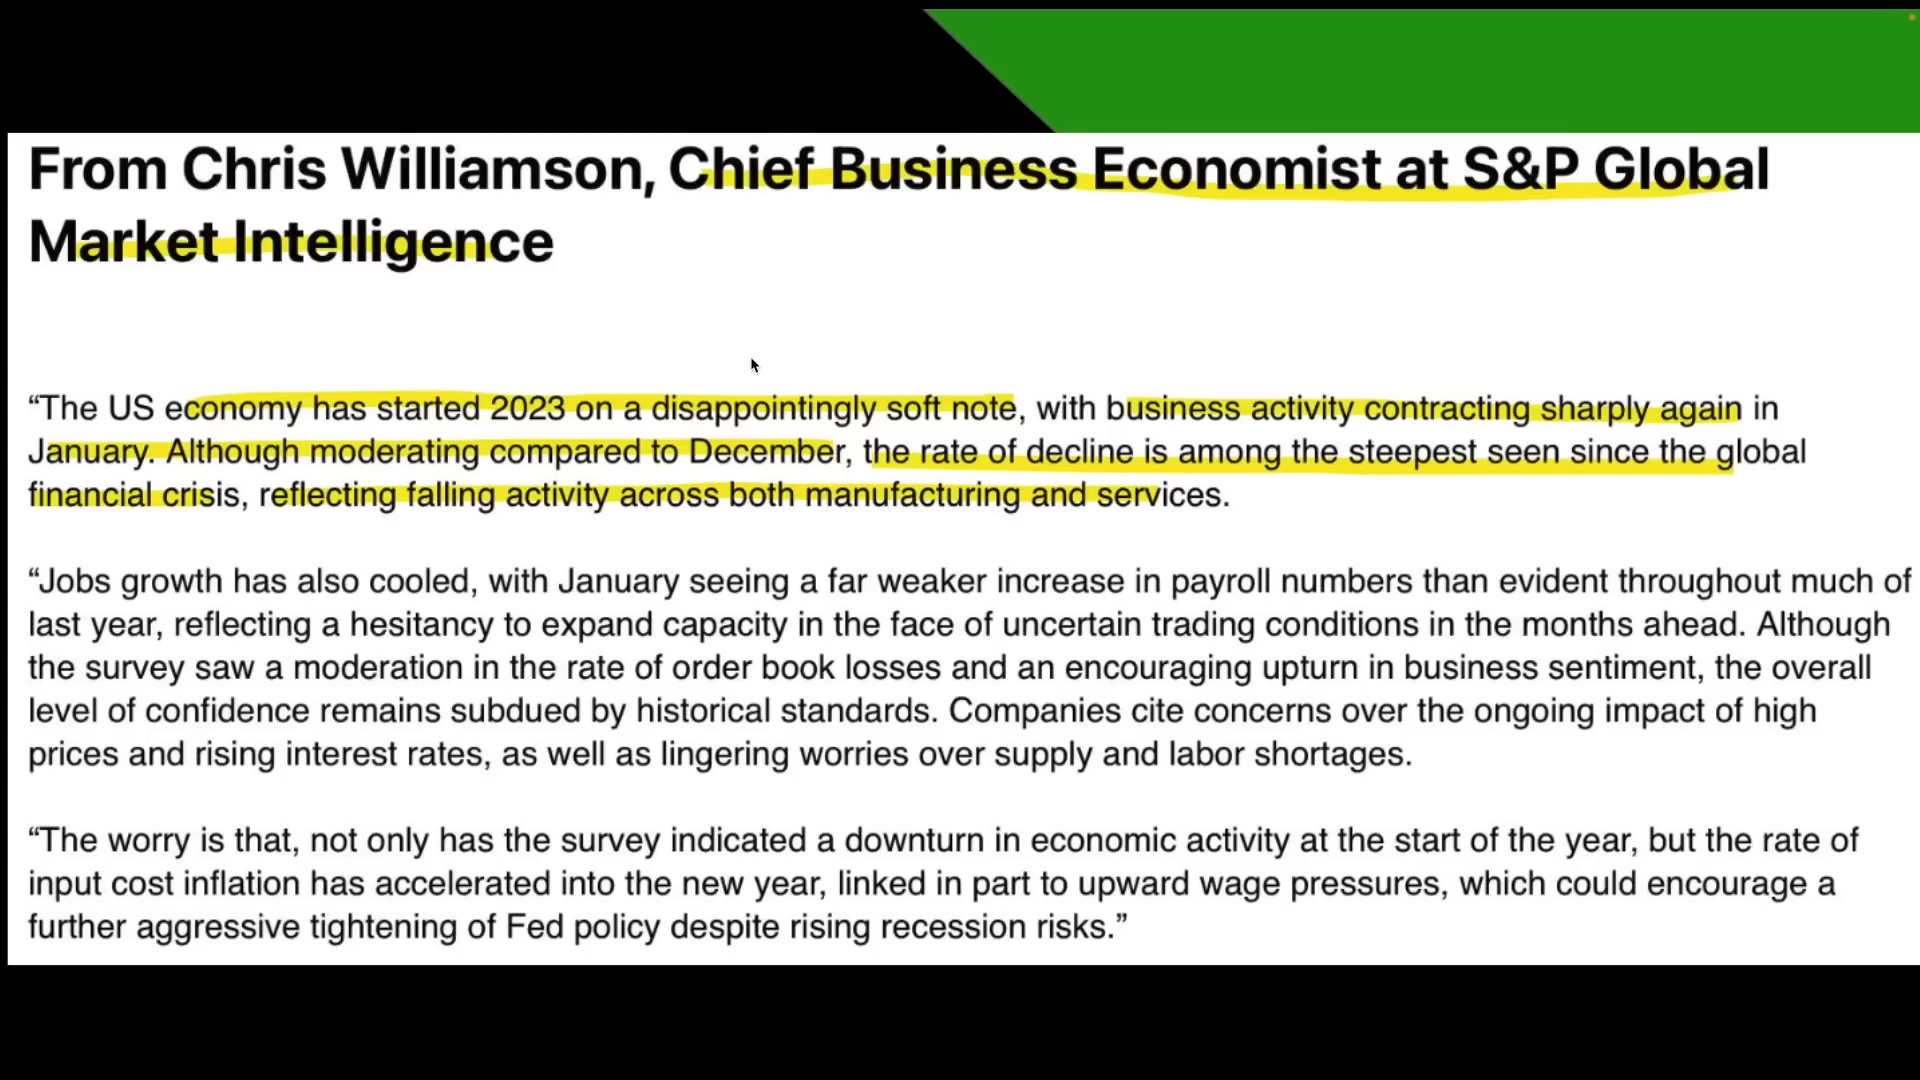 From Chris Williamson, Chief Business Economist at S&P Global
Market Intelligence
“The US economy has started 2023 on a disappointingly soft note, with business activity contracting sharply again in
January. Although moderating compared to December, the rate of decline is among the steepest seen since the global
financial crisis, reflecting falling activity across both manufacturing and services.
“Jobs growth has also cooled, with January seeing a far weaker increase in payroll numbers than evident throughout much of
last year, reflecting a hesitancy to expand capacity in the face of uncertain trading conditions in the months ahead. Although
the survey saw a moderation in the rate of order book losses and an encouraging upturn in business sentiment, the overall
level of confidence remains subdued by historical standards. Companies cite concerns over the ongoing impact of high
prices and rising interest rates, as well as lingering worries over supply and labor shortages.
“The worry is that, not only has the survey indicated a downturn in economic activity at the start of the year, but the rate of
input cost inflation has accelerated into the new year, linked in part to upward wage pressures, which could encourage a
further aggressive tightening of Fed policy despite rising recession risks.”